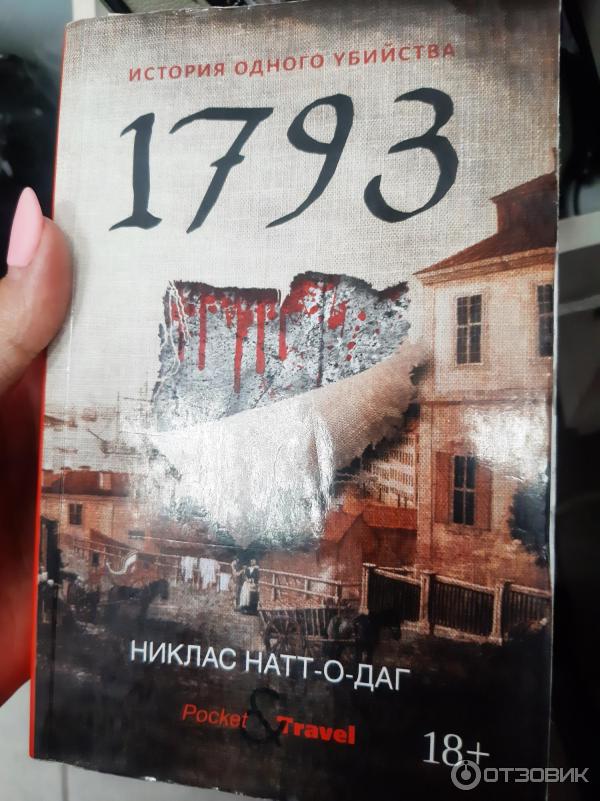 ИСТОРИЯ ОДНОГО УБИЙСТВА
1793
НИКЛАС НАТТ-О-ДАГ
Pocket & Travel
18+
ОТЗОВИК